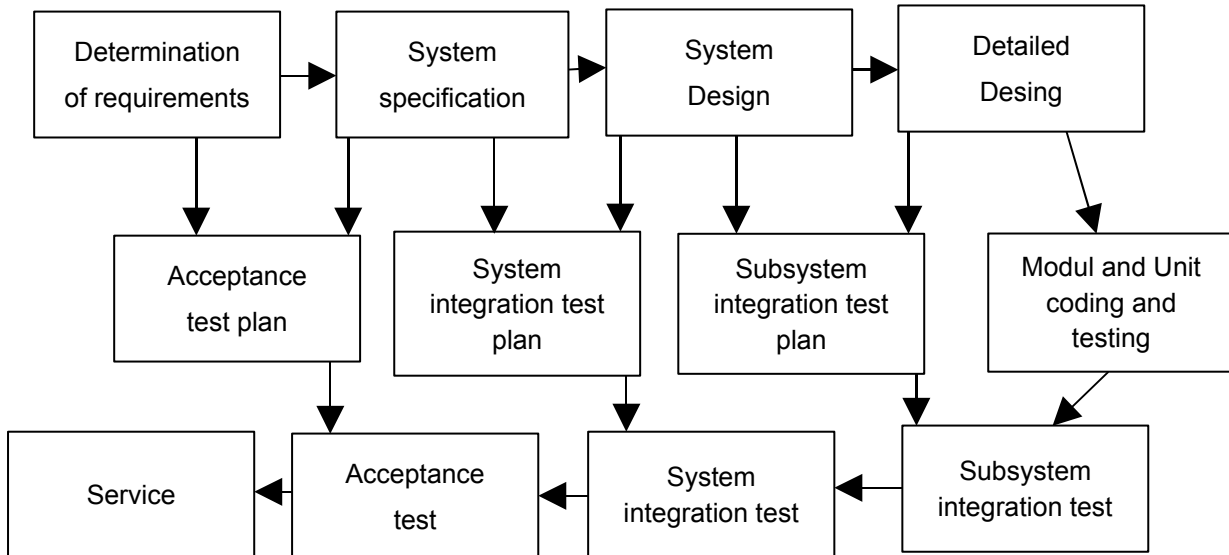 Determination
of requirements
System
specification
System
Design
Detailed
Desing
Acceptance
test plan
System
integration test
plan
Subsystem
integration test
plan
Modul and Unit
coding and
testing
Service
Acceptance
test
System
integration test
Subsystem
integration test